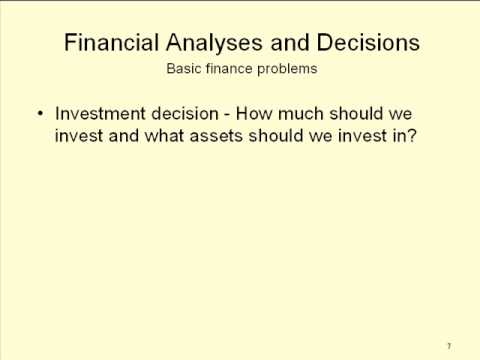 Financial Analyses and Decisions
Basic finance problems
• Investment decision - How much should we
invest and what assets should we invest in?
7